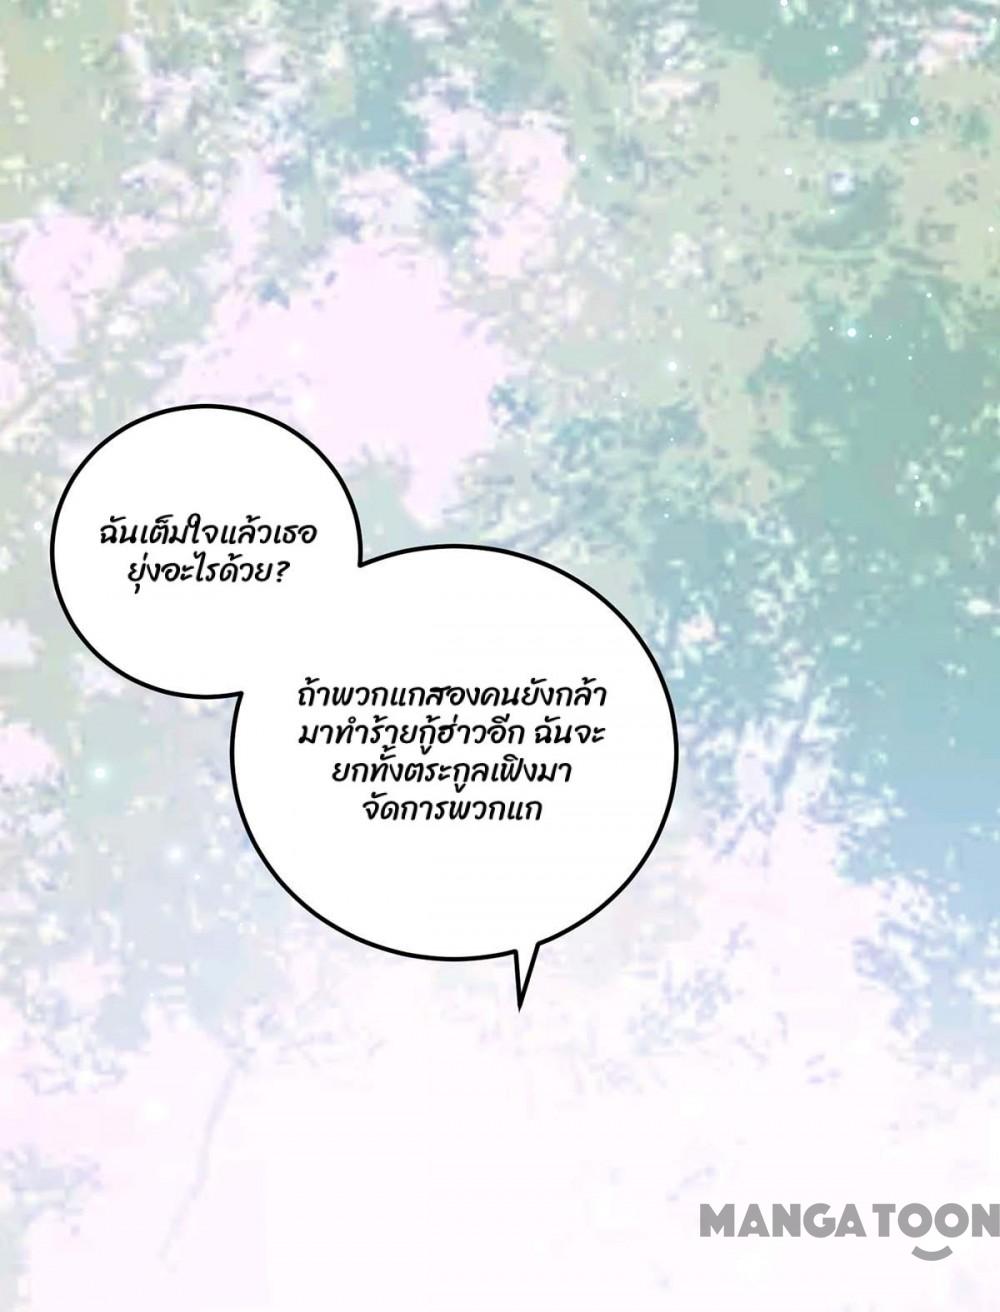 ฉันเต็มใจแล้วเธอ
ยุ่งอะไรด้วย?
ถ้าพวกแกสองคนยังกล้า
มาทำร้ายกู้ฮ่าวอีก ฉันจะ
ยกทั้งตระกูลเฟิงมา
จัดการพวกแก
MANGATOON